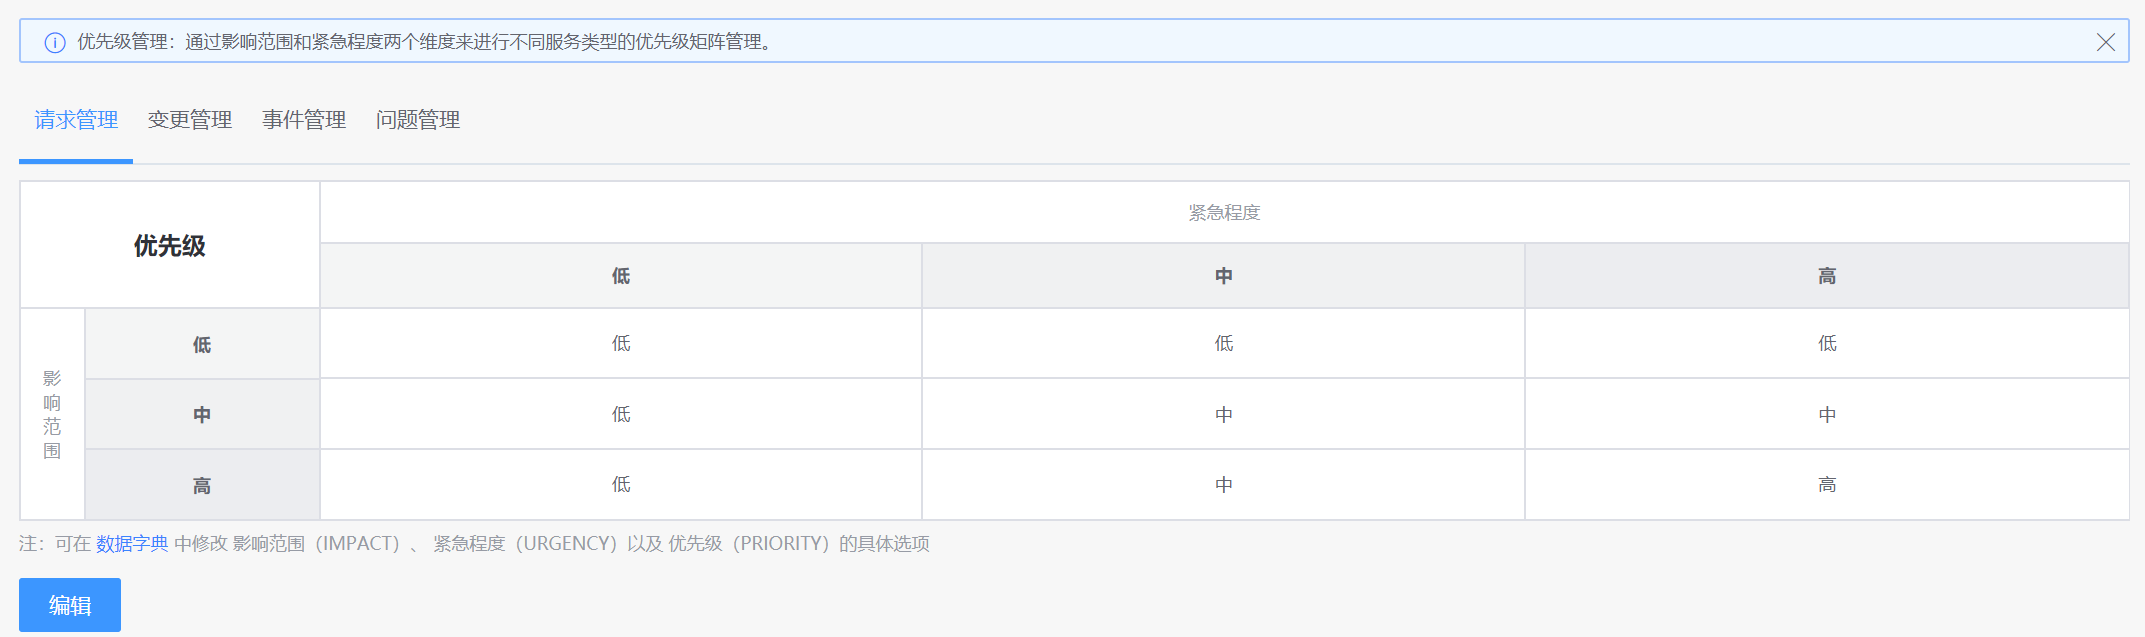 优先级管理：通过影响范围和紧急程度两个维度来进行不同服务类型的优先级矩阵管理。
请求管理 变更管理 事件管理 问题管理
优先级
紧急程度
低 中 高
影响范围
低 低 低 低
中 低 中 中
高 低 中 高
注：可在 数据字典 中修改 影响范围（IMPACT）、 紧急程度（URGENCY）以及 优先级（PRIORITY）的具体选项
编辑